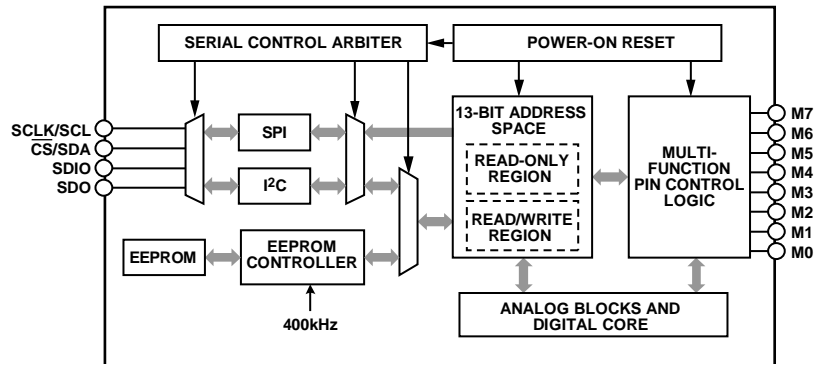 SERIAL CONTROL ARBITER
POWER-ON RESET
SCLK/SCL
CS/SDA
SDIO
SDO
SPI
I²C
13-BIT ADDRESS
SPACE
READ-ONLY
REGION
READ/WRITE
REGION
MULTI-
FUNCTION
PIN CONTROL
LOGIC
M7
M6
M5
M4
M3
M2
M1
M0
EEPROM
EEPROM
CONTROLLER
400kHz
ANALOG BLOCKS AND
DIGITAL CORE